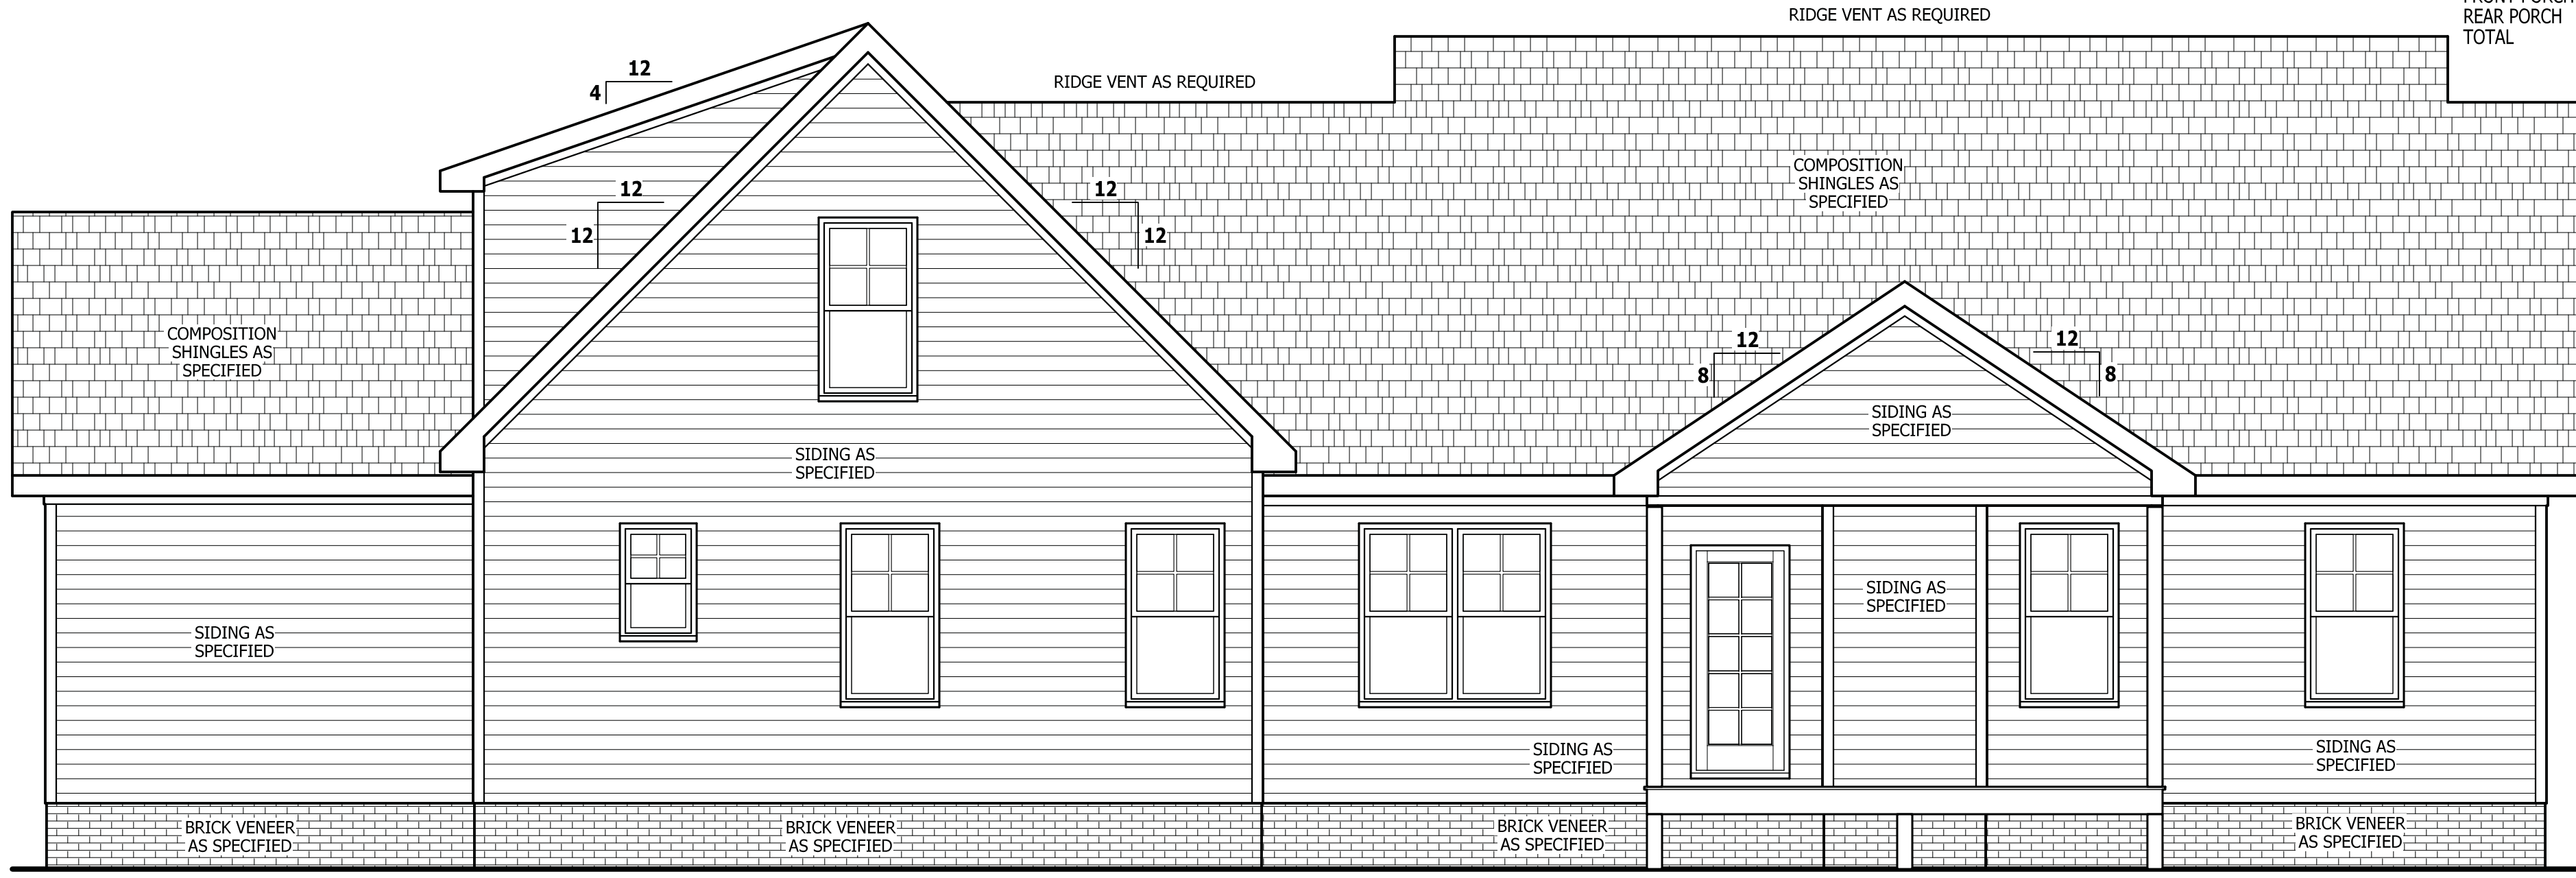 RIDGE VENT AS REQUIRED
FRONT PORCH
REAR PORCH
TOTAL
12
4
RIDGE VENT AS REQUIRED
12
12
12
12
COMPOSITION
SHINGLES AS
SPECIFIED
COMPOSITION
SHINGLES AS
SPECIFIED
12
8
12
8
SIDING AS
SPECIFIED
SIDING AS
SPECIFIED
SIDING AS
SPECIFIED
SIDING AS
SPECIFIED
SIDING AS
SPECIFIED
SIDING AS
SPECIFIED
BRICK VENEER
AS SPECIFIED
BRICK VENEER
AS SPECIFIED
BRICK VENEER
AS SPECIFIED
BRICK VENEER
AS SPECIFIED